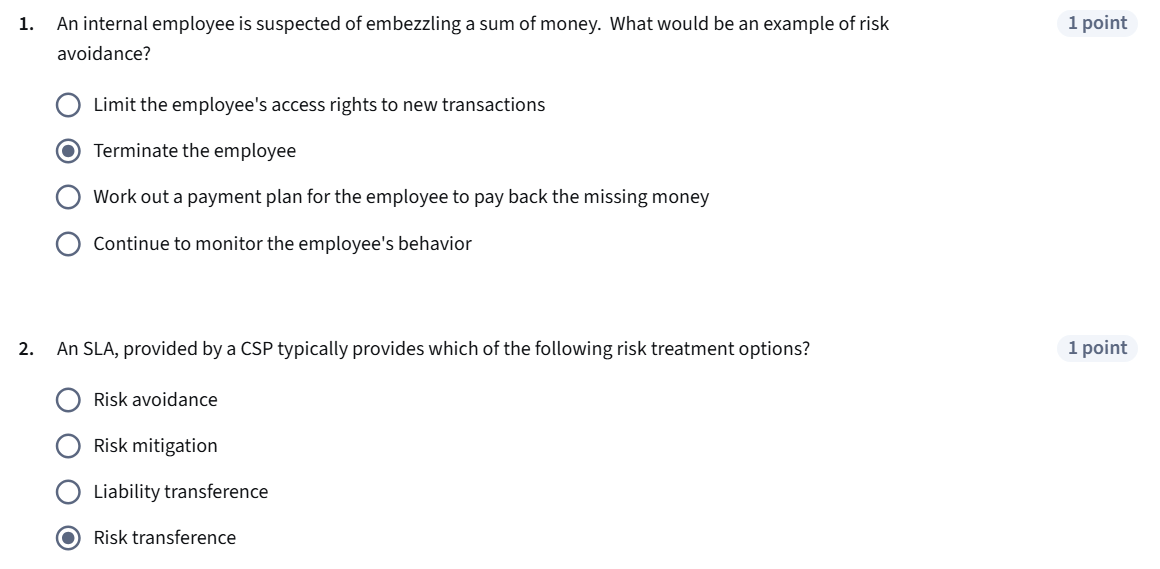 1. An internal employee is suspected of embezzling a sum of money.  What would be an example of risk 1 point
avoidance?
Limit the employee's access rights to new transactions
Terminate the employee
Work out a payment plan for the employee to pay back the missing money
Continue to monitor the employee's behavior
2. An SLA, provided by a CSP typically provides which of the following risk treatment options? 1 point
Risk avoidance
Risk mitigation
Liability transference
Risk transference